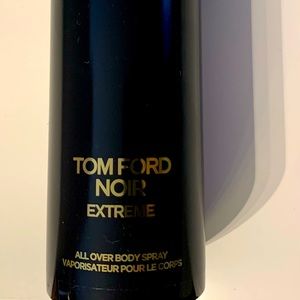 TOM FORD
NOIR
EXTREME
ALL OVER BODY SPRAY
VAPORISATEUR POUR LE CORPS